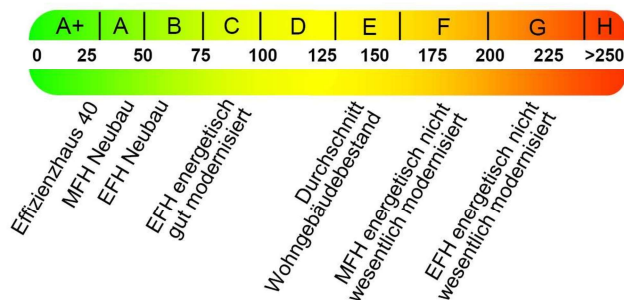 A+ A B C D E F G H
0 25 50 75 100 125 150 175 200 225 >250
Effizienzhaus 40
MFH Neubau
EFH Neubau
EFH energetisch
gut modernisiert
Durchschnitt
Wohngebäudebestand
MFH energetisch nicht
wesentlich modernisiert
EFH energetisch nicht
wesentlich modernisiert